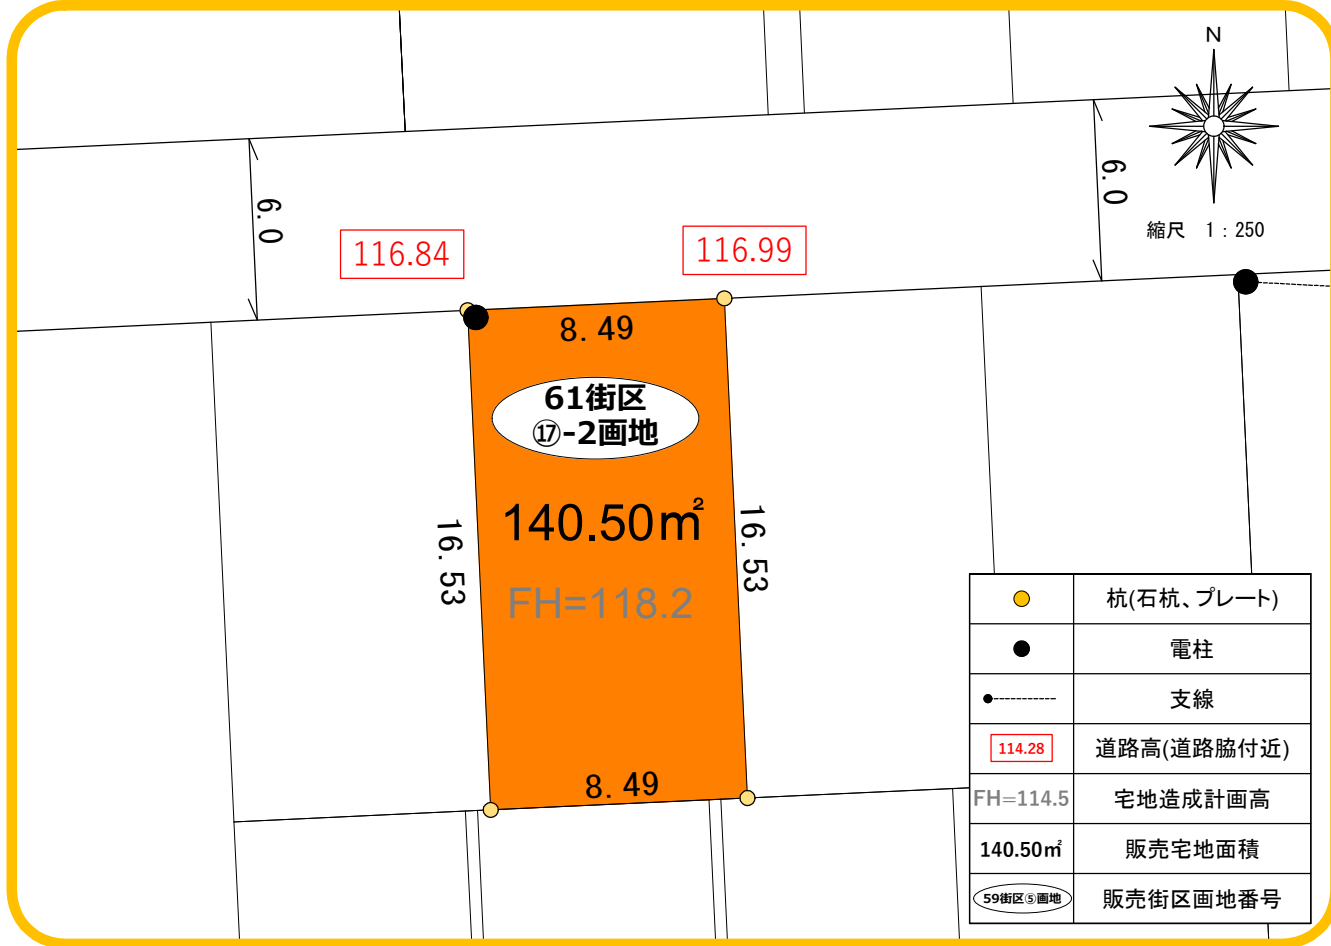 N
縮尺 1:250
6.0
6.0
116.84
116.99
8.49
61街区
⑰-2画地
140.50㎡
FH=118.2
16.53
16.53
8.49
杭(石杭、プレート)
電柱
支線
114.28 道路高(道路脇付近)
FH=114.5 宅地造成計画高
140.50㎡ 販売宅地面積
59街区⑤画地 販売街区画地番号